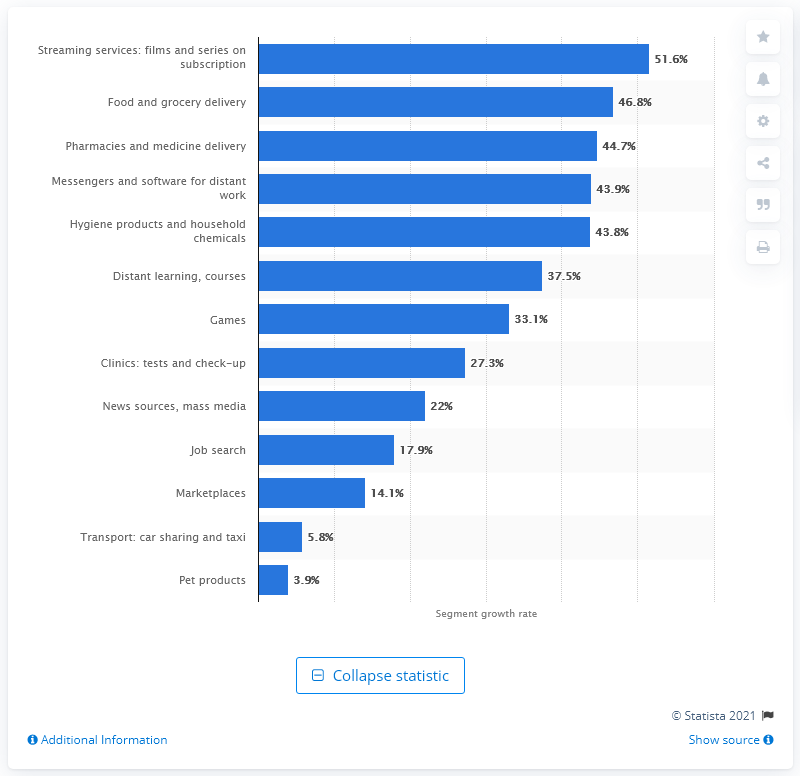 Streaming services: films and series on
subscription
51.6%
Food and grocery delivery
46.8%
Pharmacies and medicine delivery
44.7%
Messengers and software for distant
work
43.9%
Hygiene products and household
chemicals
43.8%
Distant learning, courses
37.5%
Games
33.1%
Clinics: tests and check-up
27.3%
News sources, mass media
22%
Job search
17.9%
Marketplaces
14.1%
Transport: car sharing and taxi
5.8%
Pet products
3.9%
Segment growth rate
Collapse statistic
© Statista 2021
Additional Information
Show source